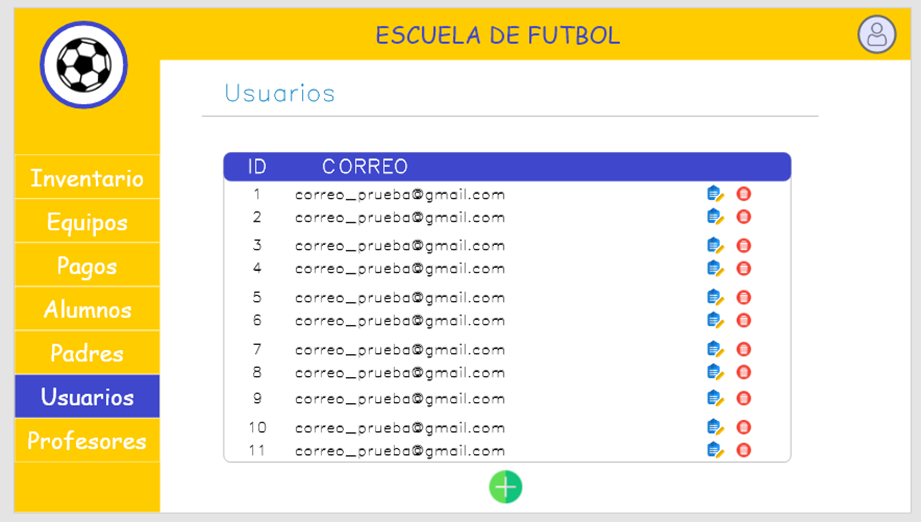 ESCUELA DE FUTBOL
Inventario
Equipos
Pagos
Alumnos
Padres
Usuarios
Profesores
Usuarios
ID CORREO
1 correo_prueba@gmail.com
2 correo_prueba@gmail.com
3 correo_prueba@gmail.com
4 correo_prueba@gmail.com
5 correo_prueba@gmail.com
6 correo_prueba@gmail.com
7 correo_prueba@gmail.com
8 correo_prueba@gmail.com
9 correo_prueba@gmail.com
10 correo_prueba@gmail.com
11 correo_prueba@gmail.com